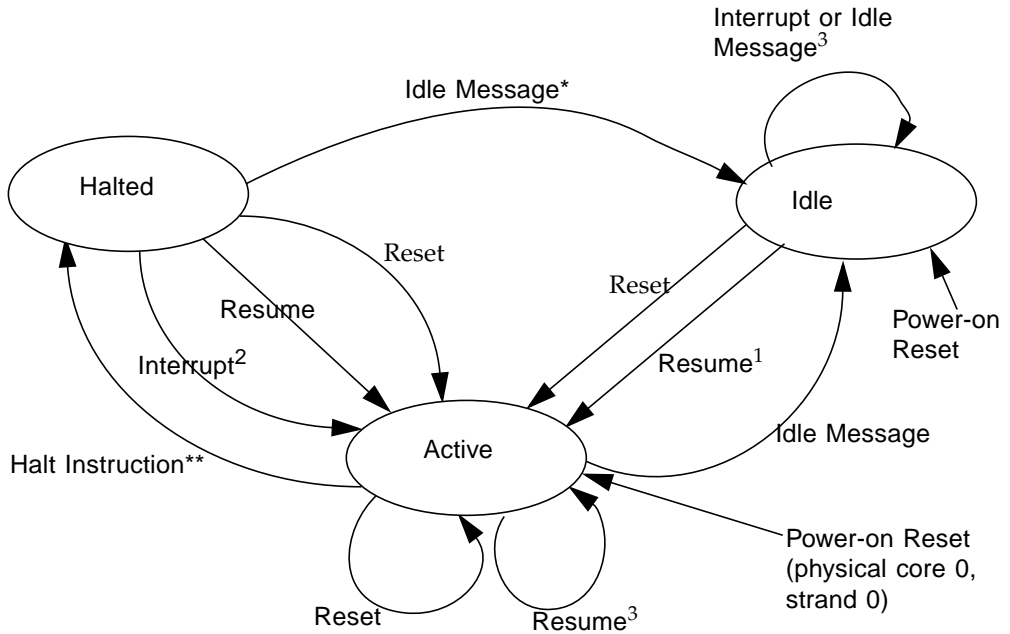 Interrupt or Idle
Message³
Idle Message*
Halted
Idle
Reset
Reset
Resume
Power-on
Reset
Interrupt²
Resume¹
Active
Idle Message
Halt Instruction**
Power-on Reset
(physical core 0,
strand 0)
Reset
Resume³